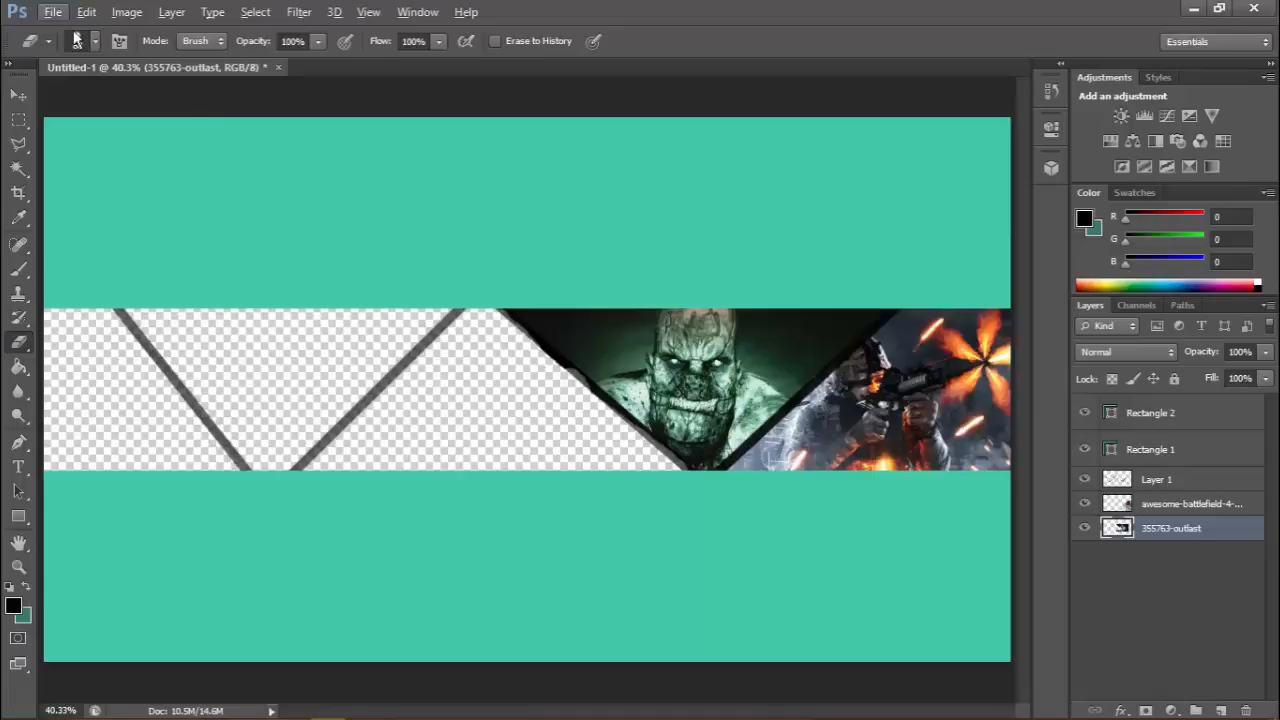 Ps File Edit Image Layer Type Select Filter 3D View Window Help
Mode: Brush Opacity: 100% Flow: 100% Erase to History Essentials
Untitled-1 @ 40.3% (355763-outlast, RGB/8) *
Adjustments Styles
Add an adjustment
Color Swatches
R 0
G 0
B 0
Layers Channels Paths
Kind
Normal Opacity: 100%
Lock: Fill: 100%
Rectangle 2
Rectangle 1
Layer 1
awesome-battlefield-4-...
355763-outlast
40.33% Doc: 10.5M/14.6M